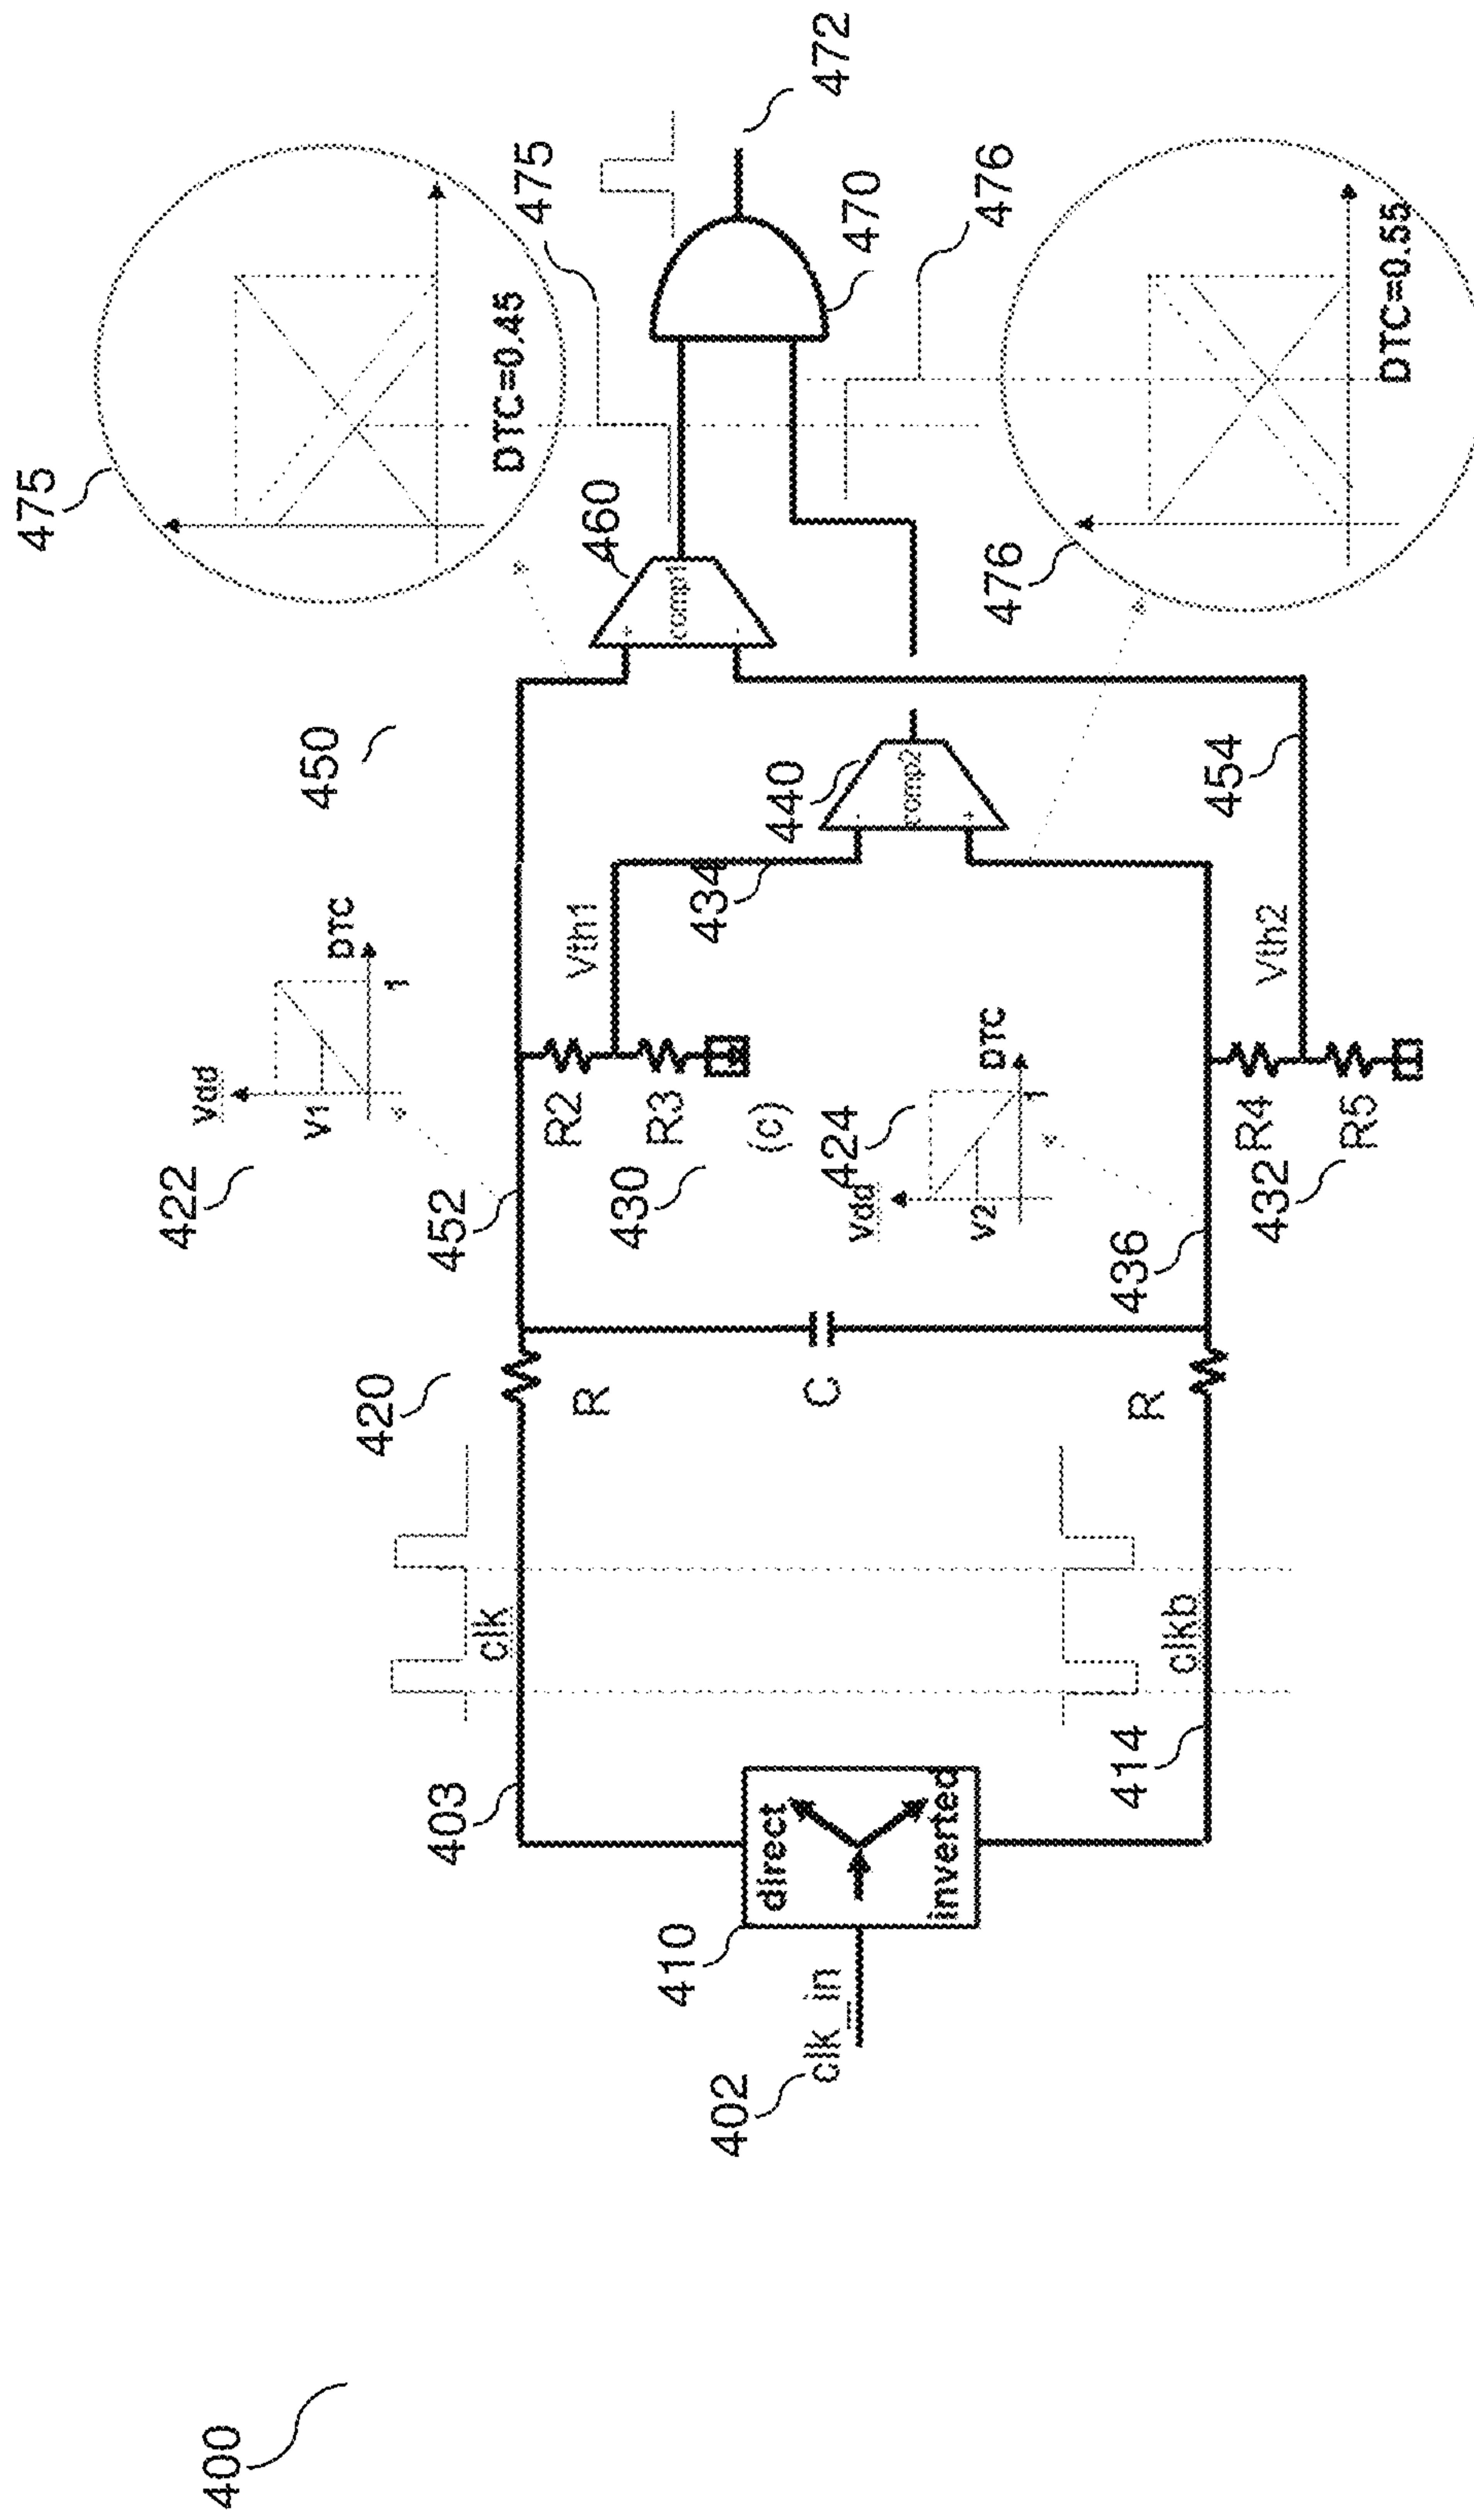 400
402
clk_in
410
direct
inverted
403
414
clk
clkb
420
R
C
R
422
Vdd
V1
DTC
1
452
436
424
Vdd
V2
DTC
1
R2
R3
430
(c)
R4
R5
432
Vth1
434
Vth2
454
450
440
comp2
-
+
460
comp1
+
-
475
DTC=0.45
475
476
DTC=0.55
476
470
472